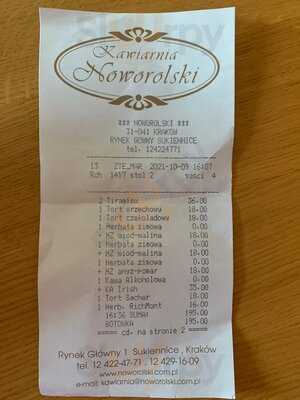 Kawiarnia
Noworolski
*** NOWOROLSKI ***
31-041 KRAKÓW
RYNEK GŁÓWNY SUKIENNICE
tel. 124224771
13 ZTE_MAR 2021-10-09 16:07
Rch 1417 stol 2 Gości 4
2 Tiramisu 36.00
1 Tort orzechowy 18.00
1 Tort czekoladowy 18.00
1 Herbata zimowa 0.00
+ HZ miód-malina 18.00
1 Herbata zimowa 0.00
+ HZ miód-malina 18.00
1 Herbata zimowa 0.00
+ HZ anyż-pomar 18.00
1 Kawa Alkoholowa 0.00
+ KA Irish 35.00
1 Tort Sacher 18.00
1 Herb. RichMont 16.00
16:36 SUMA: 195.00
GOTÓWKA 195.00
==== cd. na stronie 2 ====
Rynek Główny 1 Sukiennice, Kraków
tel. 12 422-47-71, 12 429-16-09
www.noworolski.com.pl
e-mail: kawiarnia@noworolski.com.pl